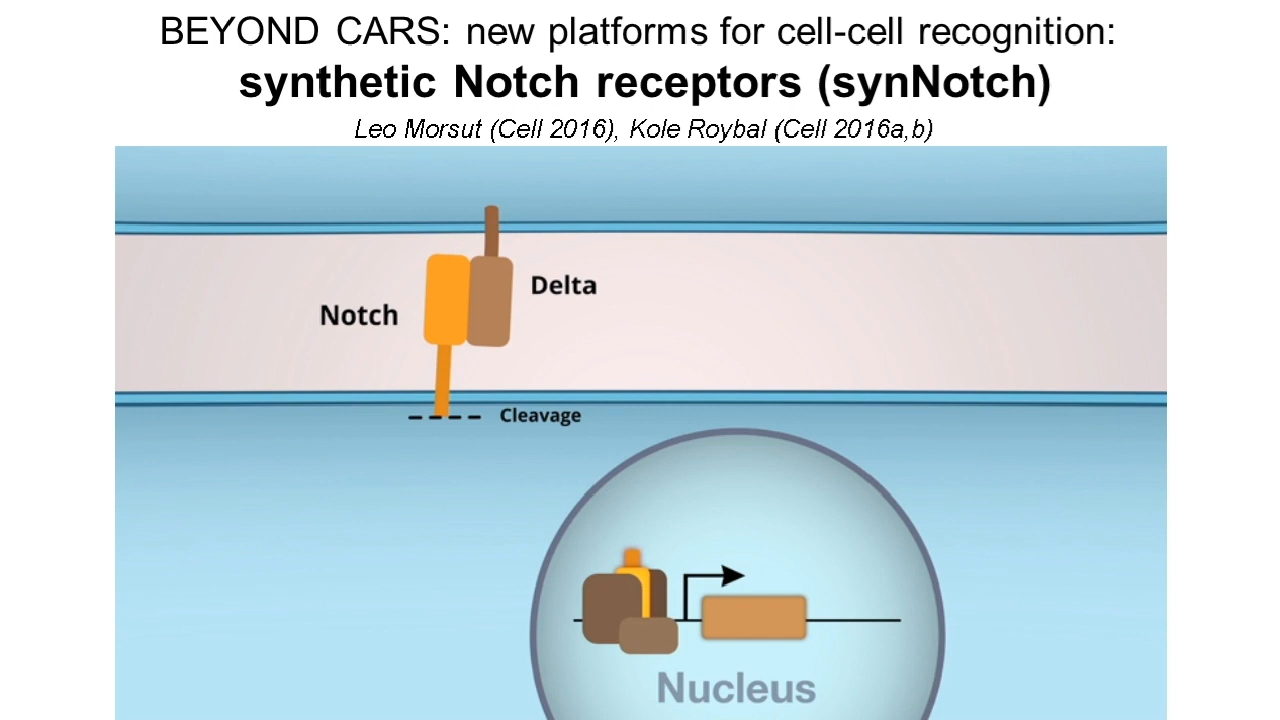 BEYOND CARS: new platforms for cell-cell recognition:
synthetic Notch receptors (synNotch)
Leo Morsut (Cell 2016), Kole Roybal (Cell 2016a,b)
Delta
Notch
Cleavage
Nucleus